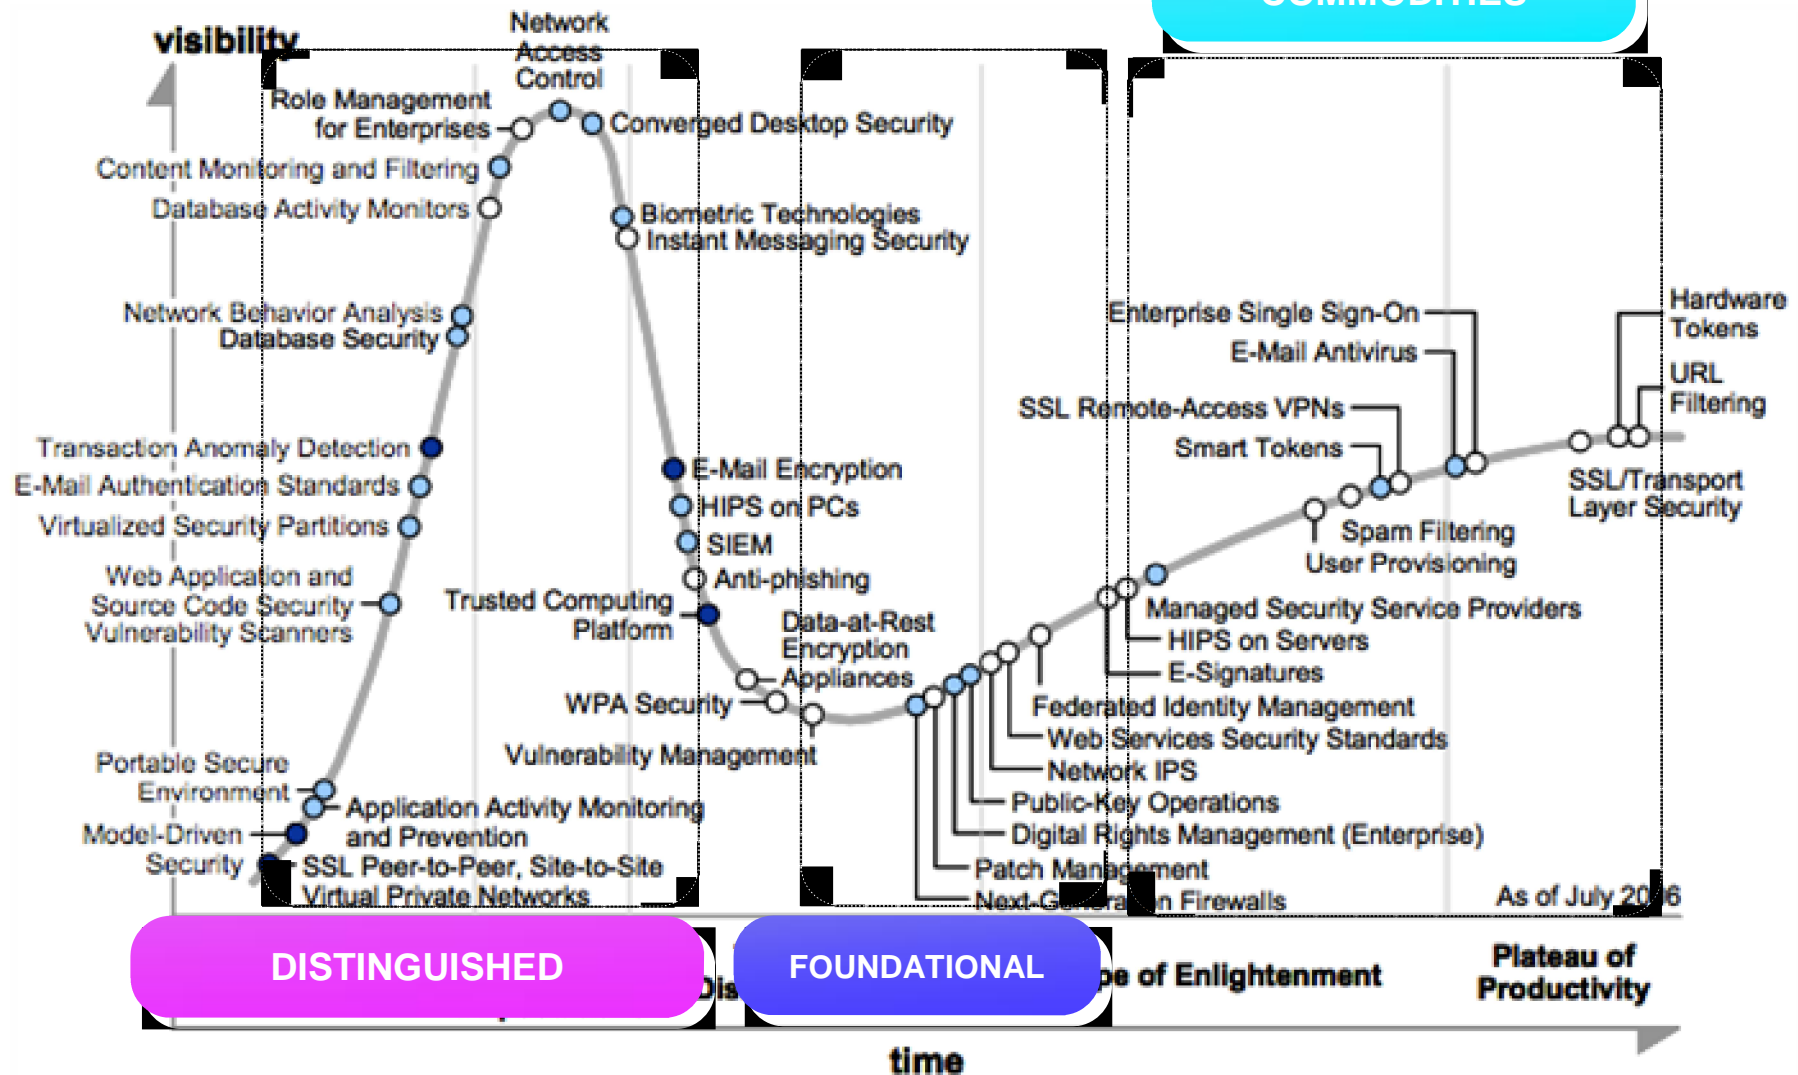 COMMODITIES
visibility
Network
Access
Control
Role Management
for Enterprises
Converged Desktop Security
Content Monitoring and Filtering
Database Activity Monitors
Biometric Technologies
Instant Messaging Security
Network Behavior Analysis
Database Security
Enterprise Single Sign-On
E-Mail Antivirus
Hardware
Tokens
URL
Filtering
SSL Remote-Access VPNs
Smart Tokens
Transaction Anomaly Detection
E-Mail Authentication Standards
Virtualized Security Partitions
E-Mail Encryption
HIPS on PCs
SIEM
Anti-phishing
SSL/Transport
Layer Security
Spam Filtering
User Provisioning
Web Application and
Source Code Security
Vulnerability Scanners
Trusted Computing
Platform
Data-at-Rest
Encryption
Appliances
WPA Security
Vulnerability Management
Managed Security Service Providers
HIPS on Servers
E-Signatures
Federated Identity Management
Web Services Security Standards
Network IPS
Public-Key Operations
Digital Rights Management (Enterprise)
Patch Management
Next-Generation Firewalls
Portable Secure
Environment
Application Activity Monitoring
and Prevention
Model-Driven
Security
SSL Peer-to-Peer, Site-to-Site
Virtual Private Networks
As of July 2006
DISTINGUISHED
Dis
FOUNDATIONAL
pe of Enlightenment
Plateau of
Productivity
time